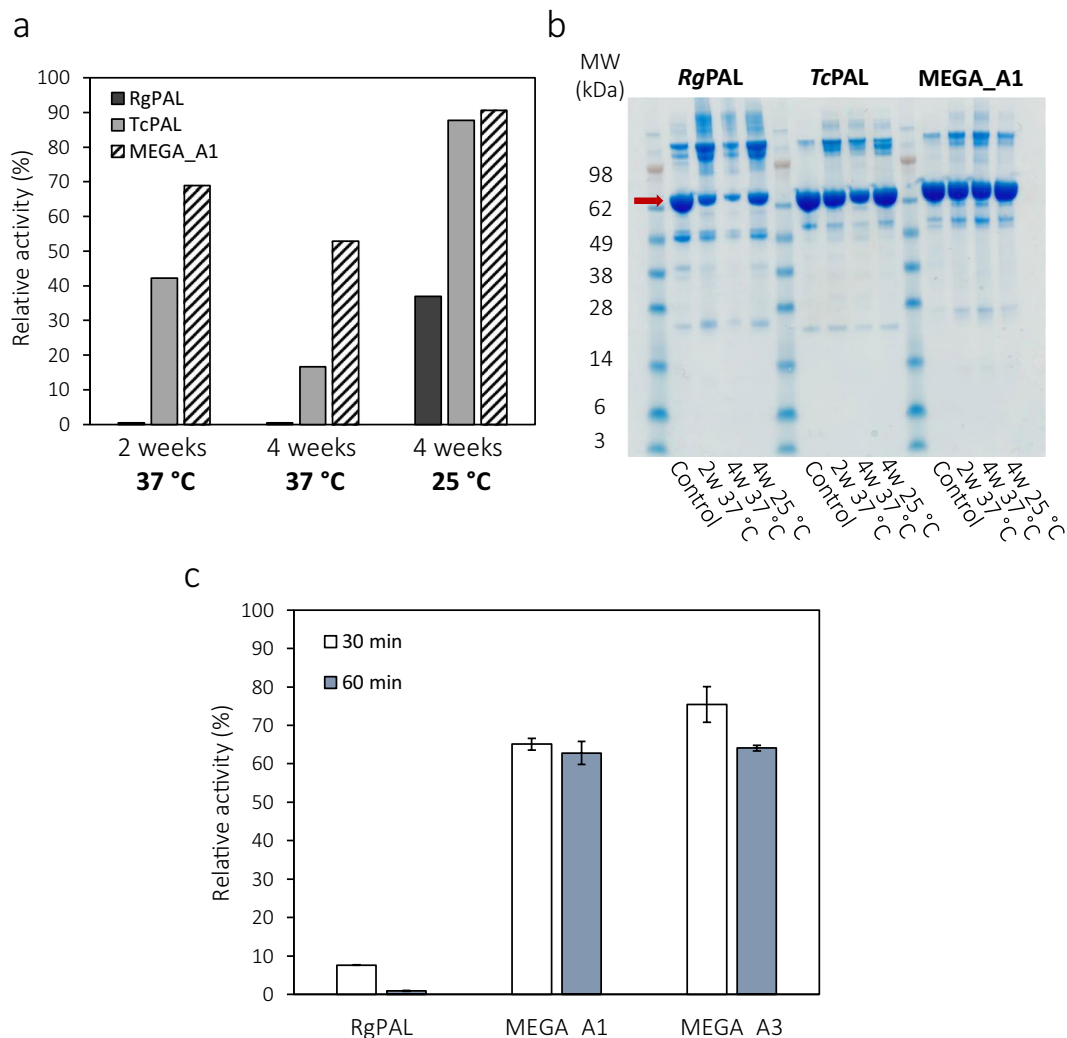 a
Relative activity (%)
100
90
80
70
60
50
40
30
20
10
0
RgPAL
TcPAL
MEGA_A1
2 weeks
37 °C
4 weeks
37 °C
4 weeks
25 °C
b
MW
(kDa)
RgPAL TcPAL MEGA_A1
98
62
49
38
28
14
6
3
Control
2w 37 °C
4w 37 °C
4w 25 °C
Control
2w 37 °C
4w 37 °C
4w 25 °C
Control
2w 37 °C
4w 37 °C
4w 25 °C
c
Relative activity (%)
100
90
80
70
60
50
40
30
20
10
0
30 min
60 min
RgPAL MEGA_A1 MEGA_A3